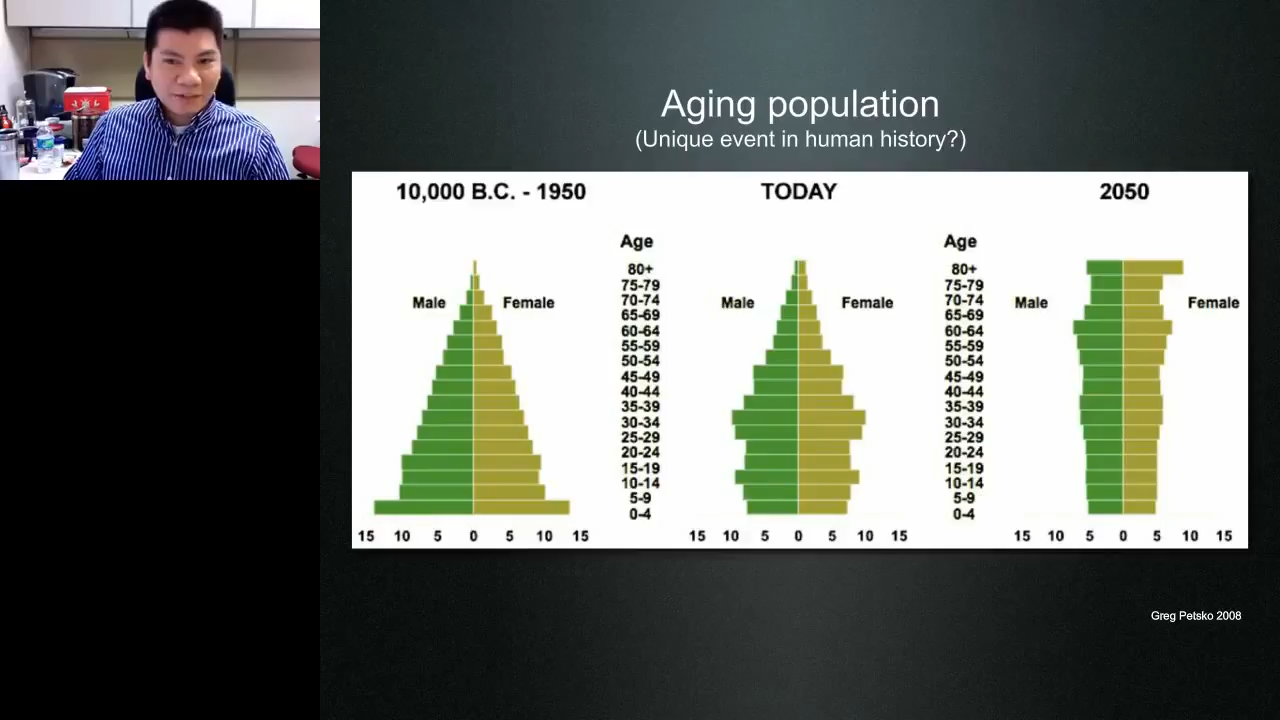 Aging population
(Unique event in human history?)
10,000 B.C. - 1950
TODAY
2050
Age
Age
80+
80+
75-79
75-79
Male
Female
70-74
Male
Female
70-74
Male
Female
65-69
65-69
60-64
60-64
55-59
55-59
50-54
50-54
45-49
45-49
40-44
40-44
35-39
35-39
30-34
30-34
25-29
25-29
20-24
20-24
15-19
15-19
10-14
10-14
5-9
5-9
0-4
0-4
15 10 5 0 5 10 15
15 10 5 0 5 10 15
15 10 5 0 5 10 15
Greg Petsko 2008